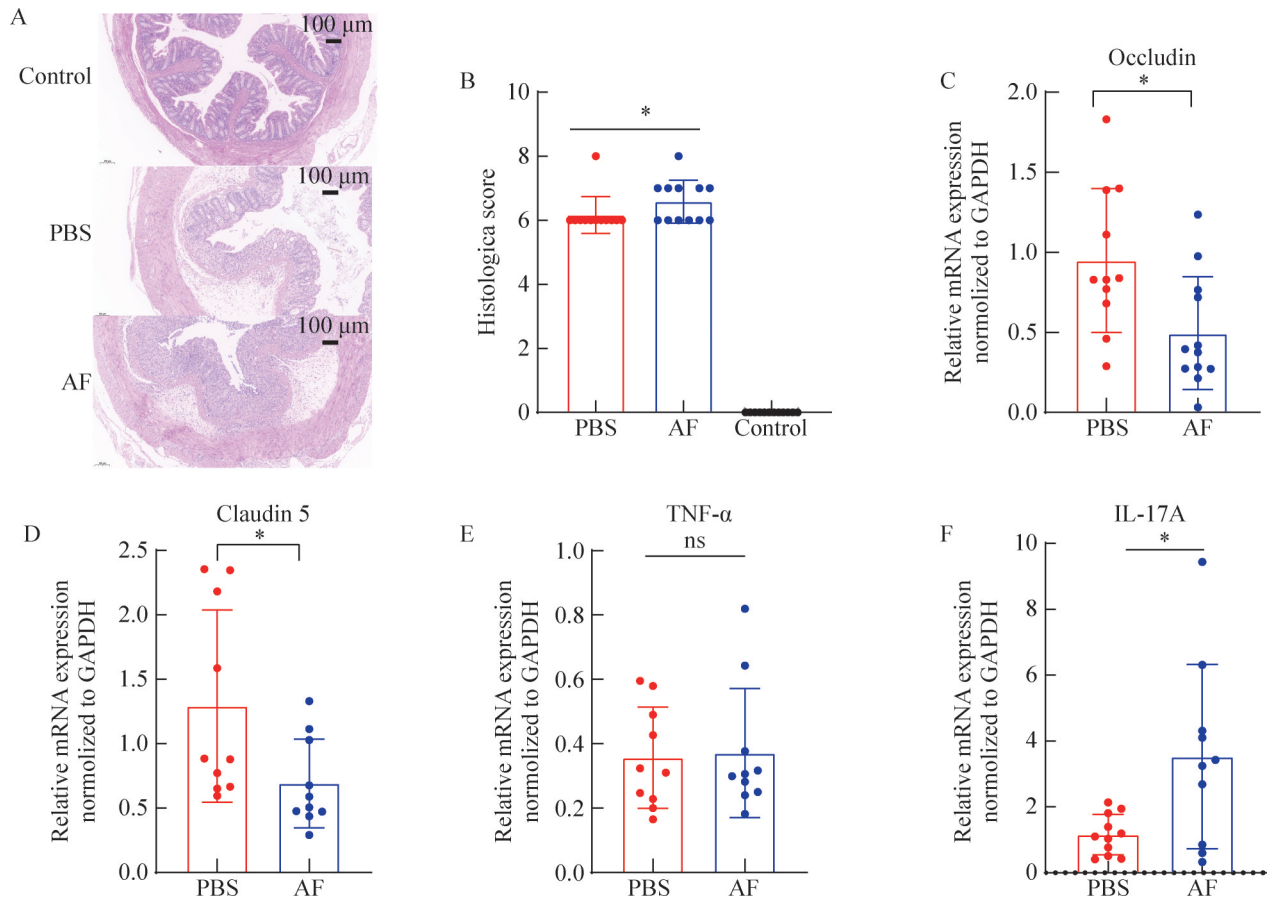 A
100 µm
Control
100 µm
PBS
100 µm
AF
B
Histologica score
10
8
6
4
2
0
*
PBS
AF
Control
C
Occludin
*
Relative mRNA expression
normolized to GAPDH
2.0
1.5
1.0
0.5
0.0
PBS
AF
D
Claudin 5
*
Relative mRNA expression
normolized to GAPDH
2.5
2.0
1.5
1.0
0.5
0.0
PBS
AF
E
TNF-α
ns
Relative mRNA expression
normolized to GAPDH
1.0
0.8
0.6
0.4
0.2
0.0
PBS
AF
F
IL-17A
*
Relative mRNA expression
normolized to GAPDH
10
8
6
4
2
0
PBS
AF